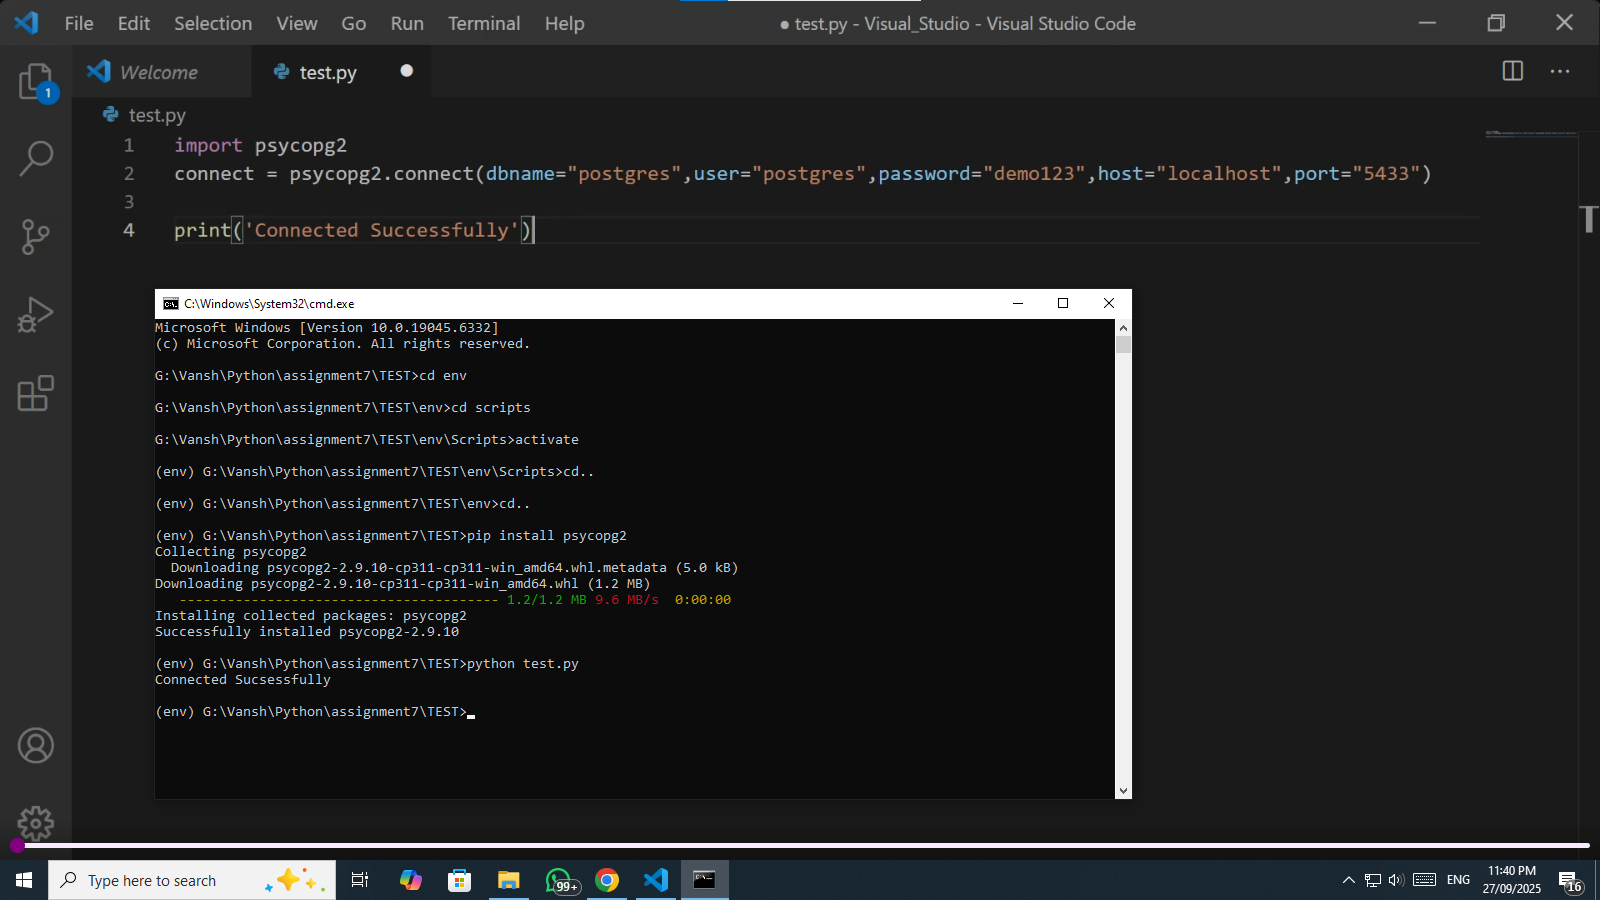 File Edit Selection View Go Run Terminal Help
● test.py - Visual_Studio - Visual Studio Code
Welcome
test.py
1
test.py
1 import psycopg2
2 connect = psycopg2.connect(dbname="postgres",user="postgres",password="demo123",host="localhost",port="5433")
3
4 print('Connected Successfully')
C:\Windows\System32\cmd.exe
Microsoft Windows [Version 10.0.19045.6332]
(c) Microsoft Corporation. All rights reserved.
G:\Vansh\Python\assignment7\TEST>cd env
G:\Vansh\Python\assignment7\TEST\env>cd scripts
G:\Vansh\Python\assignment7\TEST\env\Scripts>activate
(env) G:\Vansh\Python\assignment7\TEST\env\Scripts>cd..
(env) G:\Vansh\Python\assignment7\TEST\env>cd..
(env) G:\Vansh\Python\assignment7\TEST>pip install psycopg2
Collecting psycopg2
Downloading psycopg2-2.9.10-cp311-cp311-win_amd64.whl.metadata (5.0 kB)
Downloading psycopg2-2.9.10-cp311-cp311-win_amd64.whl (1.2 MB)
---------------------------------------- 1.2/1.2 MB 9.6 MB/s 0:00:00
Installing collected packages: psycopg2
Successfully installed psycopg2-2.9.10
(env) G:\Vansh\Python\assignment7\TEST>python test.py
Connected Sucsessfully
(env) G:\Vansh\Python\assignment7\TEST>
Type here to search
99+
ENG
11:40 PM
27/09/2025
16